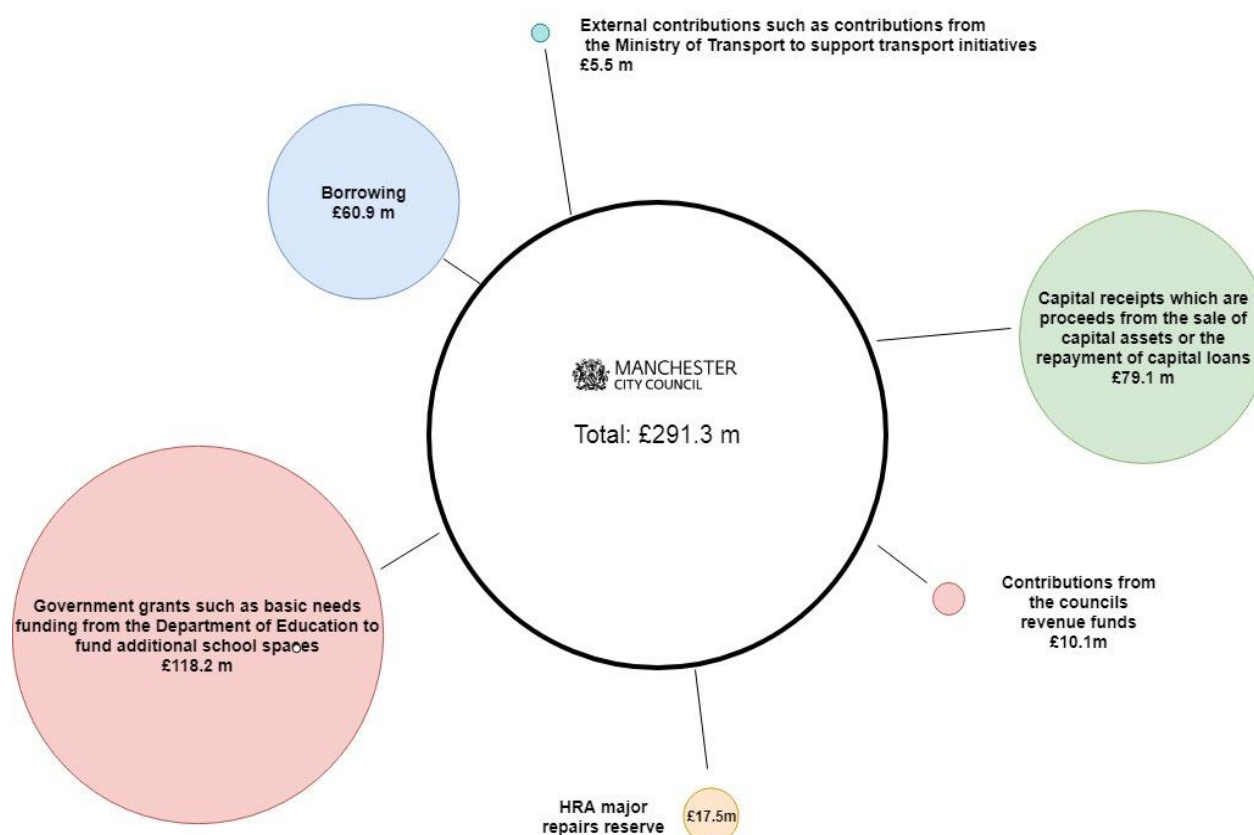 External contributions such as contributions from
the Ministry of Transport to support transport initiatives
£5.5 m
Borrowing
£60.9 m
Capital receipts which are
proceeds from the sale of
capital assets or the
repayment of capital loans
£79.1 m
MANCHESTER
CITY COUNCIL
Total: £291.3 m
Government grants such as basic needs
funding from the Department of Education to
fund additional school spaces
£118.2 m
Contributions from
the councils
revenue funds
£10.1m
HRA major
repairs reserve
£17.5m